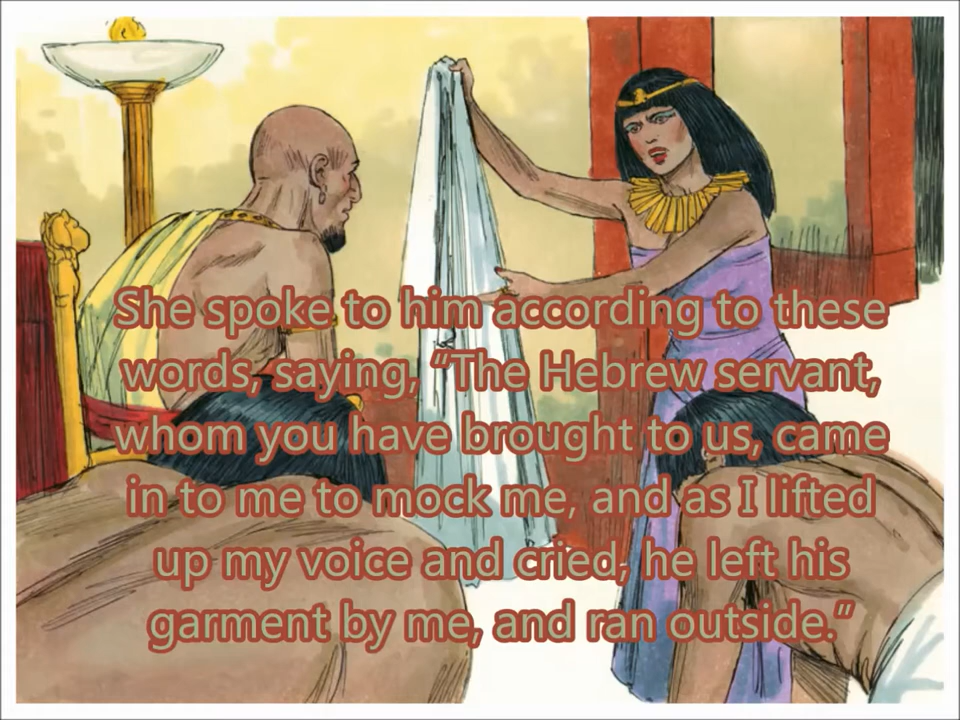 She spoke to him according to these
words, saying, “The Hebrew servant,
whom you have brought to us, came
in to me to mock me, and as I lifted
up my voice and cried, he left his
garment by me, and ran outside.”